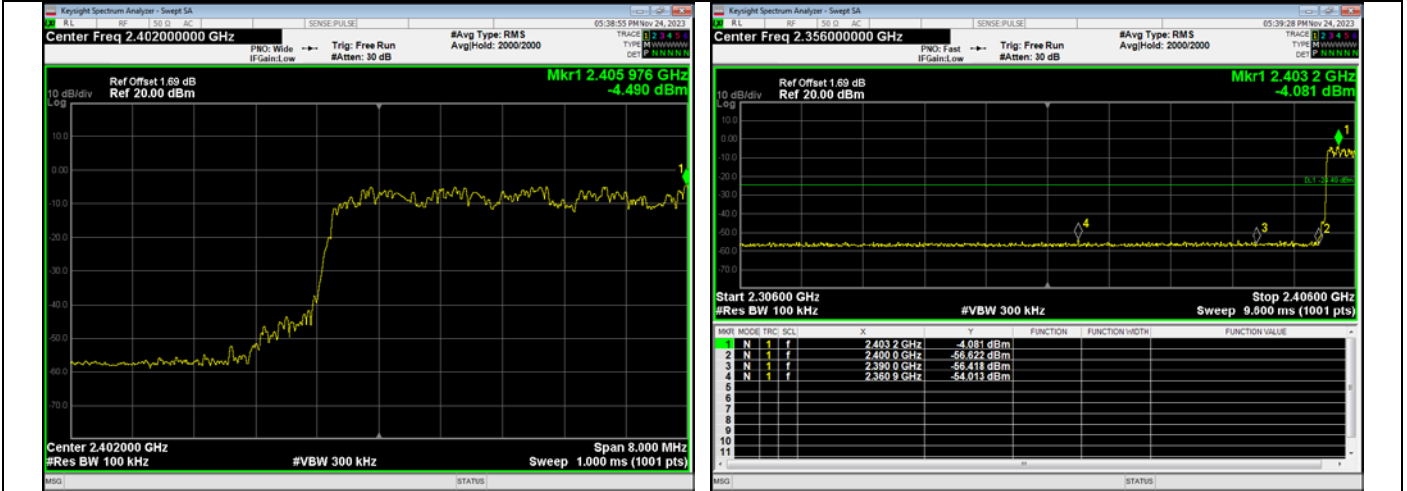 Keysight Spectrum Analyzer - Swept SA
RL RF 50 Ω AC SENSE:PULSE 05:38:55 PM Nov 24, 2023
Center Freq 2.402000000 GHz
PNO: Wide
IFGain:Low
Trig: Free Run
#Atten: 30 dB
#Avg Type: RMS
Avg|Hold: 2000/2000
TRACE 1 2 3 4 5 6
TYPE M WWWWW
DET P N N N N N
Ref Offset 1.69 dB
Ref 20.00 dBm
10 dB/div
Log
Mkr1 2.405 976 GHz
-4.490 dBm
10.0
0.00
-10.0
-20.0
-30.0
-40.0
-50.0
-60.0
-70.0
1
Center 2.402000 GHz
Span 8.000 MHz
#Res BW 100 kHz
#VBW 300 kHz
Sweep 1.000 ms (1001 pts)
MSG STATUS
Keysight Spectrum Analyzer - Swept SA
RL RF 50 Ω AC SENSE:PULSE 05:39:28 PM Nov 24, 2023
Center Freq 2.356000000 GHz
PNO: Fast
IFGain:Low
Trig: Free Run
#Atten: 30 dB
#Avg Type: RMS
Avg|Hold: 2000/2000
TRACE 1 2 3 4 5 6
TYPE M WWWWW
DET P N N N N N
Ref Offset 1.69 dB
Ref 20.00 dBm
10 dB/div
Log
Mkr1 2.403 2 GHz
-4.081 dBm
10.0
0.00
-10.0
-20.0
-30.0
-40.0
-50.0
-60.0
-70.0
1
DL1 -24.49 dBm
4 3 2
Start 2.30600 GHz
Stop 2.40600 GHz
#Res BW 100 kHz
#VBW 300 kHz
Sweep 9.600 ms (1001 pts)
MKR MODE TRC SCL X Y FUNCTION FUNCTION WIDTH FUNCTION VALUE
1 N 1 f 2.403 2 GHz -4.081 dBm
2 N 1 f 2.400 0 GHz -56.622 dBm
3 N 1 f 2.390 0 GHz -56.418 dBm
4 N 1 f 2.360 9 GHz -54.013 dBm
5
6
7
8
9
10
11
MSG STATUS